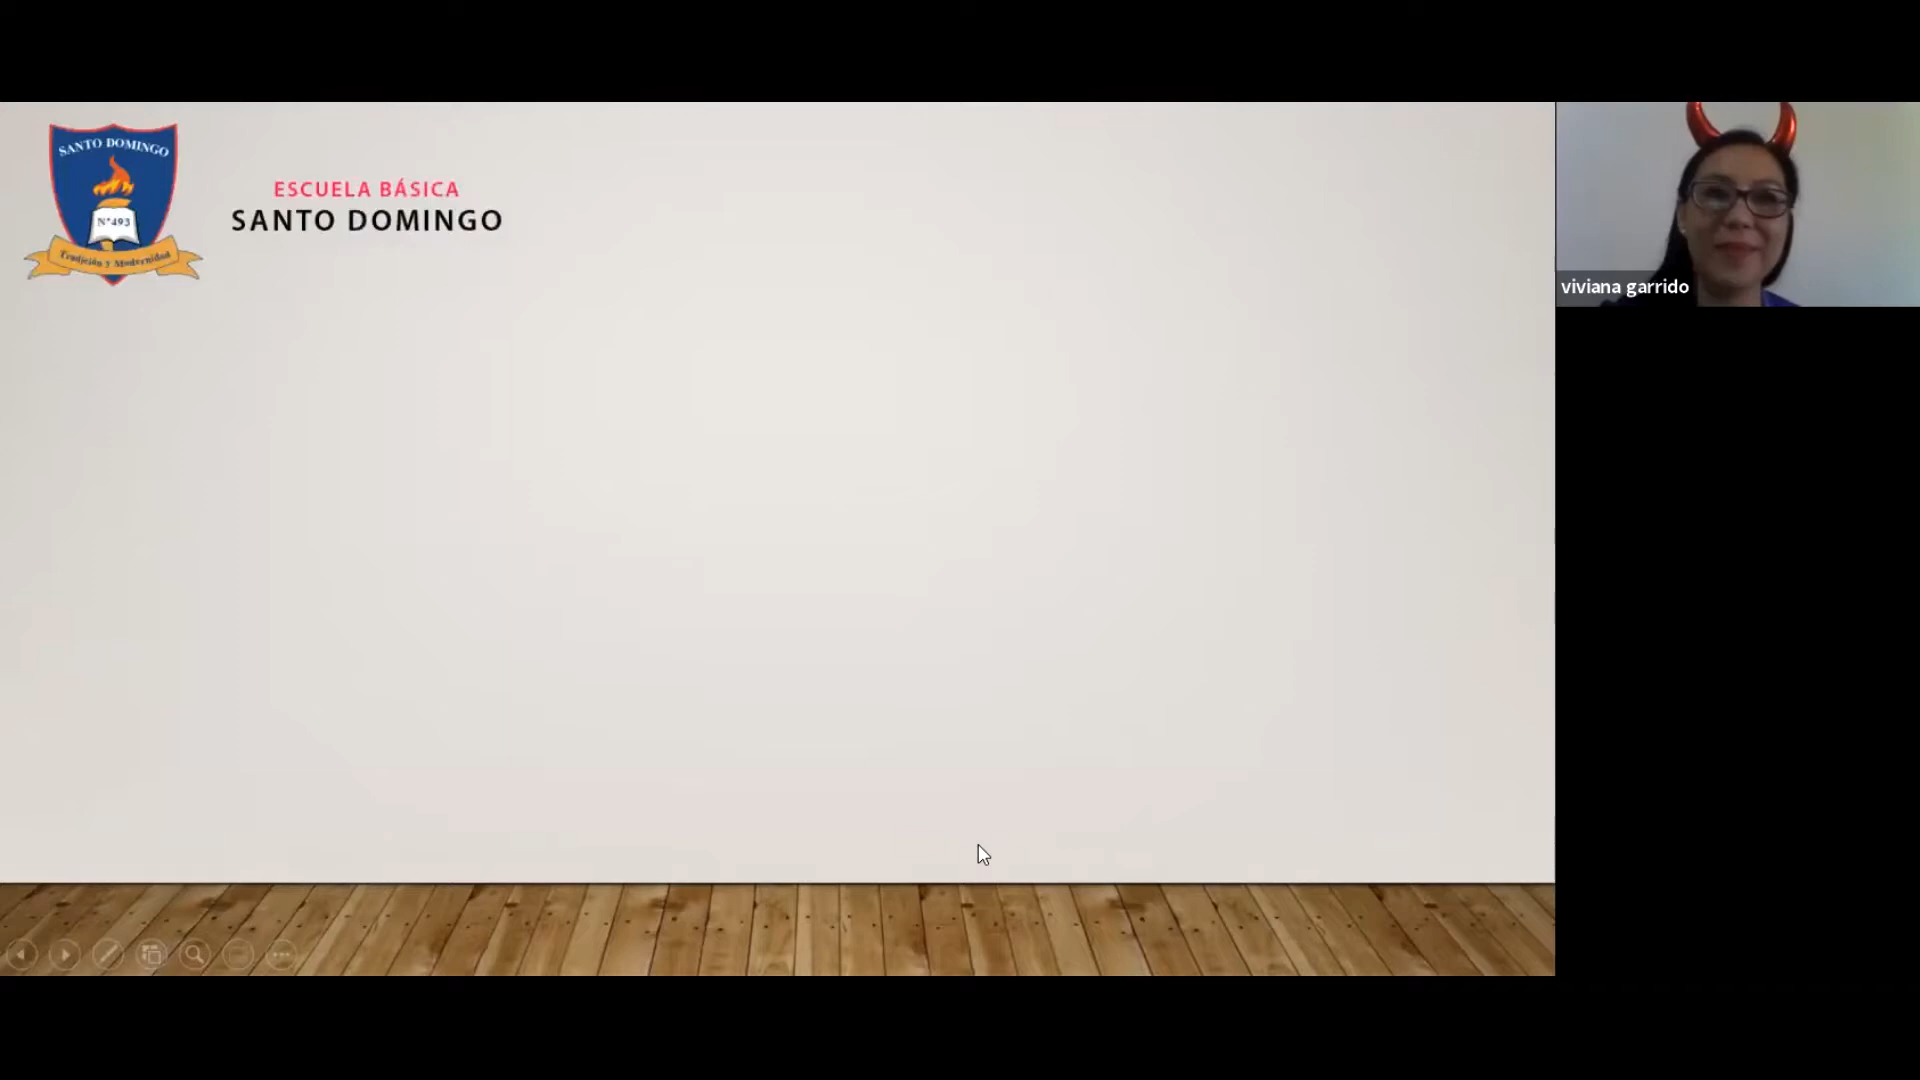 SANTO DOMINGO
N°493
Tradición y Modernidad
ESCUELA BÁSICA
SANTO DOMINGO
viviana garrido